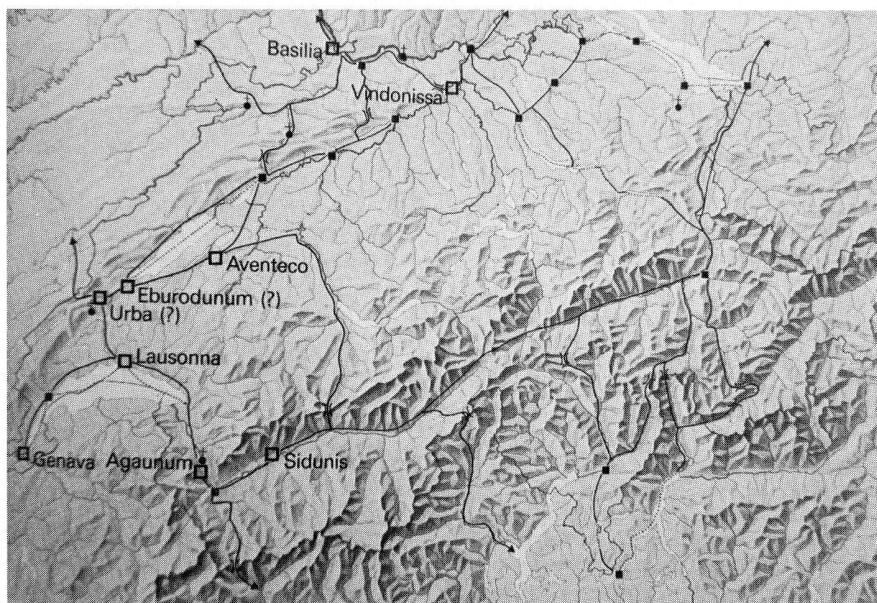 Basilia
Vindonissa
Aventeco
Eburodunum (?)
Urba (?)
Lausonna
Genava
Agaunum
Sidunis